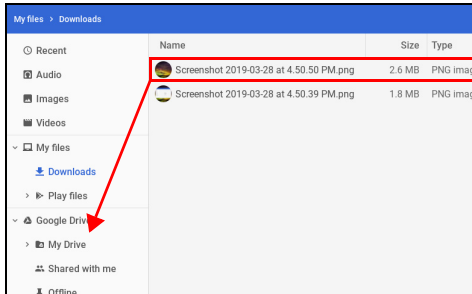 My files > Downloads
Name Size Type
Recent
Screenshot 2019-03-28 at 4.50.50 PM.png 2.6 MB PNG imag
Audio
Screenshot 2019-03-28 at 4.50.39 PM.png 1.8 MB PNG imag
Images
Videos
My files
Downloads
Play files
Google Drive
My Drive
Shared with me
Offline